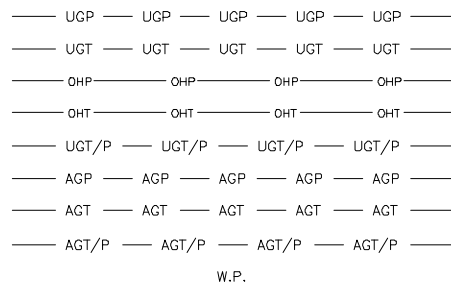 UGP UGP UGP UGP UGP
UGT UGT UGT UGT UGT
OHP OHP OHP OHP
OHT OHT OHT OHT
UGT/P UGT/P UGT/P UGT/P
AGP AGP AGP AGP AGP
AGT AGT AGT AGT AGT
AGT/P AGT/P AGT/P AGT/P
W.P.